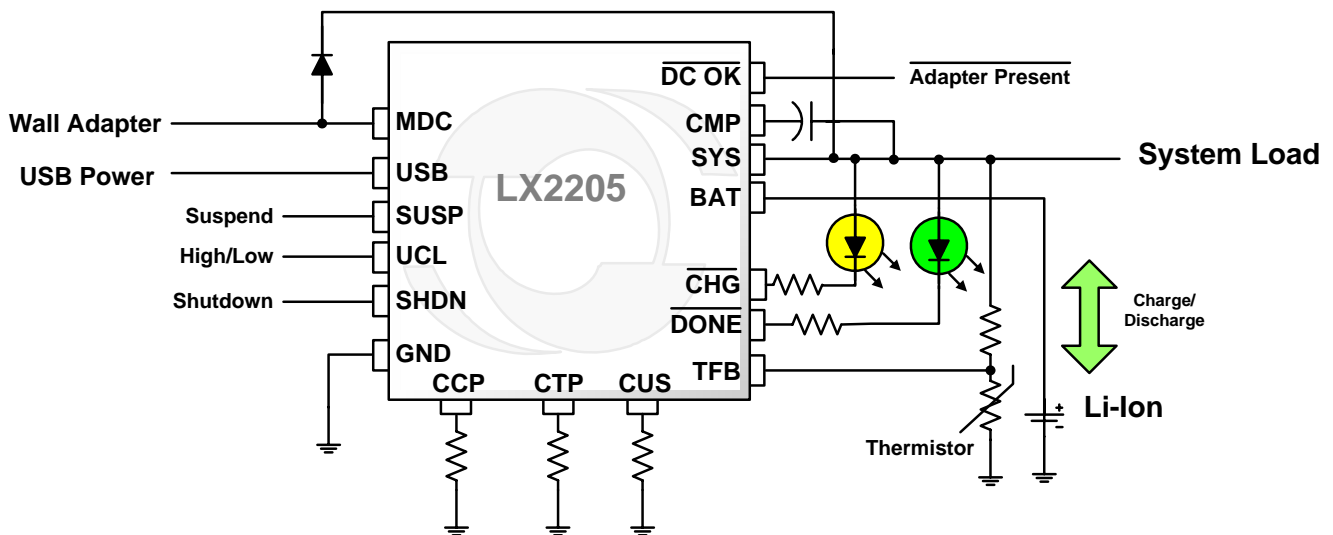 DC OK
Adapter Present
Wall Adapter
MDC
CMP
SYS
System Load
USB Power
USB
LX2205
BAT
Suspend
SUSP
High/Low
UCL
CHG
Shutdown
SHDN
Charge/
Discharge
DONE
GND
TFB
CCP
CTP
CUS
Li-Ion
+
-
Thermistor